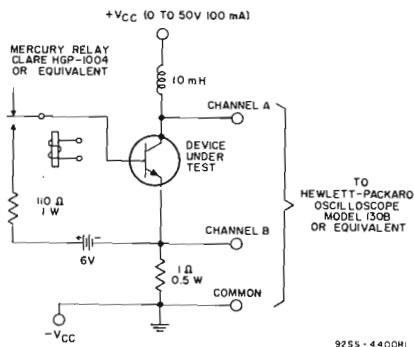 +VCC (0 TO 50V 100 mA)
MERCURY RELAY
CLARE HGP-1004
OR EQUIVALENT
10 mH
CHANNEL A
DEVICE
UNDER
TEST
TO
HEWLETT-PACKARD
OSCILLOSCOPE
MODEL 130B
OR EQUIVALENT
110 Ω
1 W
CHANNEL B
6V
1 Ω
0.5 W
COMMON
-VCC
92SS-4400R1